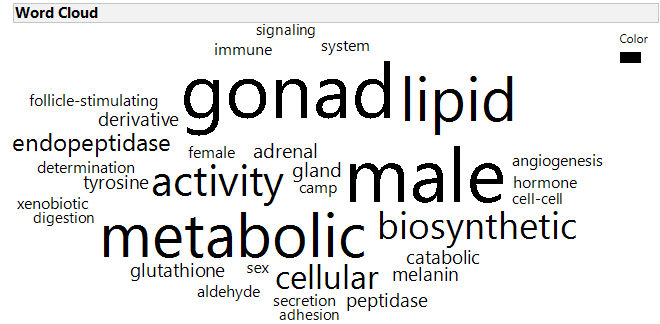 Word Cloud
signaling
Color
immune
system
gonad
lipid
follicle-stimulating
derivative
endopeptidase
female
adrenal
male
angiogenesis
determination
activity
gland
tyrosine
camp
hormone
xenobiotic
cell-cell
digestion
metabolic
biosynthetic
catabolic
glutathione
sex
cellular
melanin
aldehyde
secretion
peptidase
adhesion